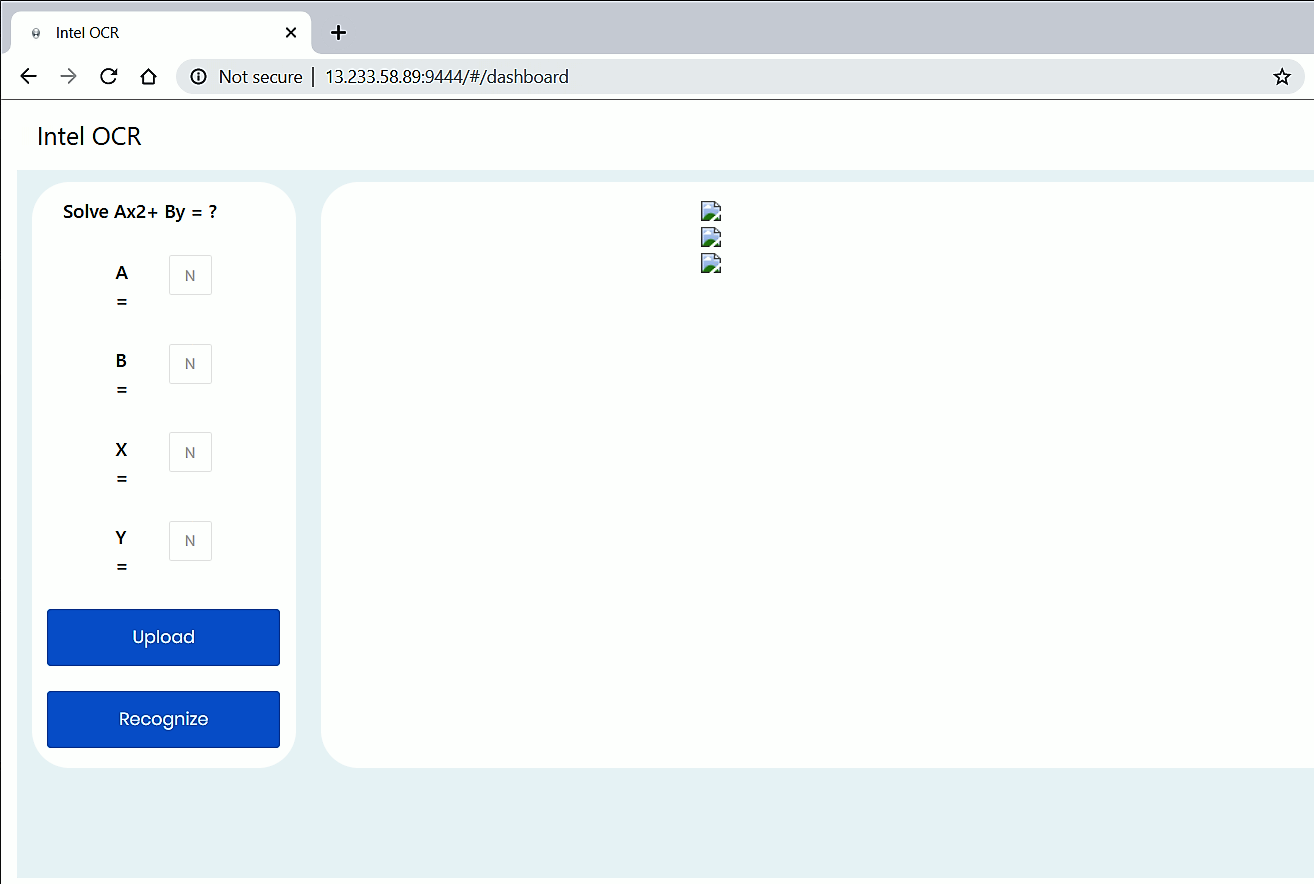 Intel OCR
Not secure | 13.233.58.89:9444/#/dashboard
Intel OCR
Solve Ax2+ By = ?
A
=
N
B
=
N
X
=
N
Y
=
N
Upload
Recognize